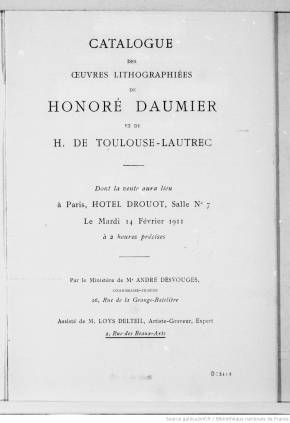 CATALOGUE
DES
ŒUVRES LITHOGRAPHIÉES
DE
HONORÉ DAUMIER
ET DE
H. DE TOULOUSE-LAUTREC
Dont la vente aura lieu
à Paris, HOTEL DROUOT, Salle Nº 7
Le Mardi 14 Février 1911
à 2 heures précises
Par le Ministère de Mᵉ ANDRÉ DESVOUGES,
COMMISSAIRE-PRISEUR
26, Rue de la Grange-Batelière
Assisté de M. LOYS DELTEIL, Artiste-Graveur, Expert
2, Rue des Beaux-Arts
Source gallica.bnf.fr / Bibliothèque nationale de France